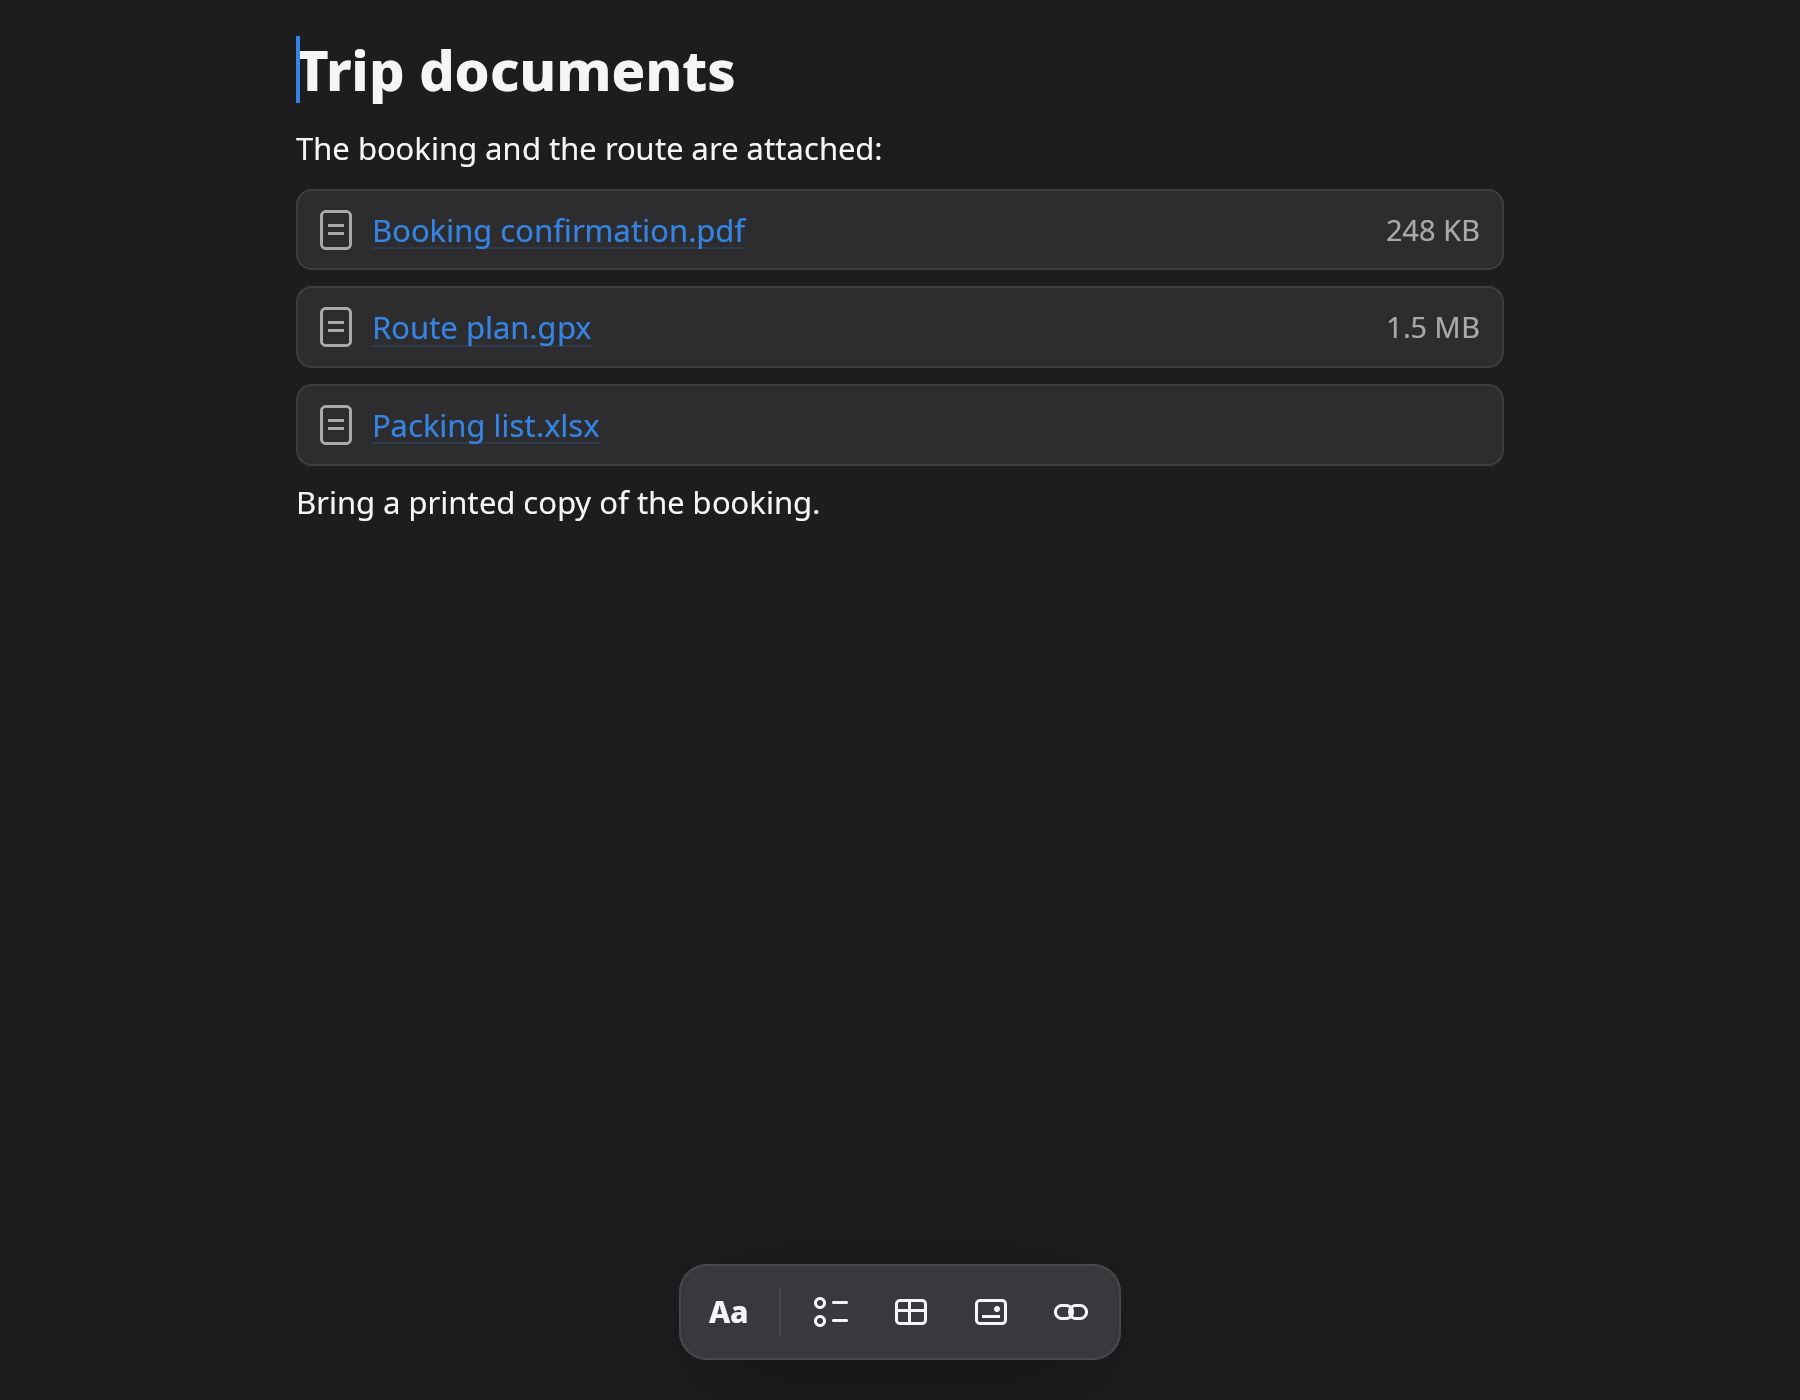 Trip documents
The booking and the route are attached:
Booking confirmation.pdf 248 KB
Route plan.gpx 1.5 MB
Packing list.xlsx
Bring a printed copy of the booking.
Aa